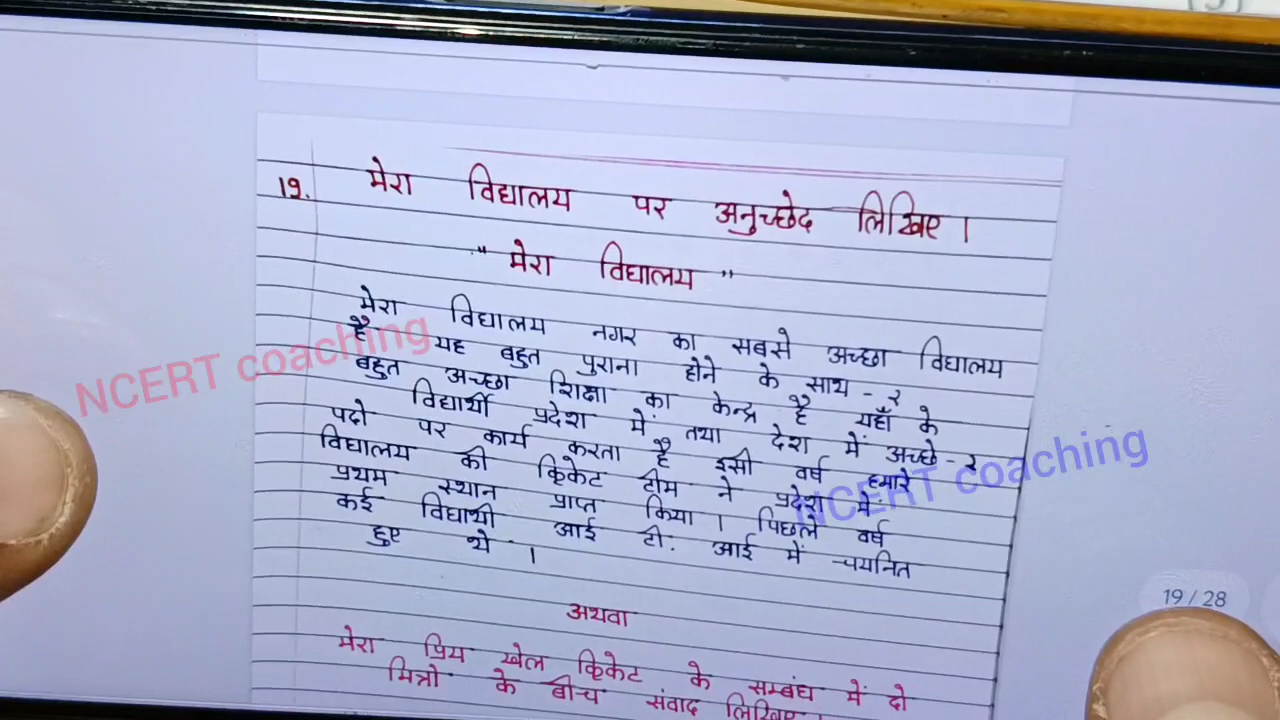 19. मेरा विद्यालय पर अनुच्छेद लिखिए ।
" मेरा विद्यालय "
मेरा विद्यालय नगर का सबसे अच्छा विद्यालय
है यह बहुत पुराना होने के साथ - २
बहुत अच्छा शिक्षा का केन्द्र है यहाँ के
विद्यार्थी प्रदेश में तथा देश में अच्छे - २
पदो पर कार्य करता है इसी वर्ष हमारे
विद्यालय की क्रिकेट टीम ने प्रदेश में
प्रथम स्थान प्राप्त किया । पिछले वर्ष
कई विद्यार्थी आई टी. आई में चयनित
हुए थे ।
अथवा
मेरा प्रिय खेल क्रिकेट के सम्बंध में दो
मित्रो के बीच संवाद लिखिए ।
NCERT coaching
NCERT coaching
19 / 28